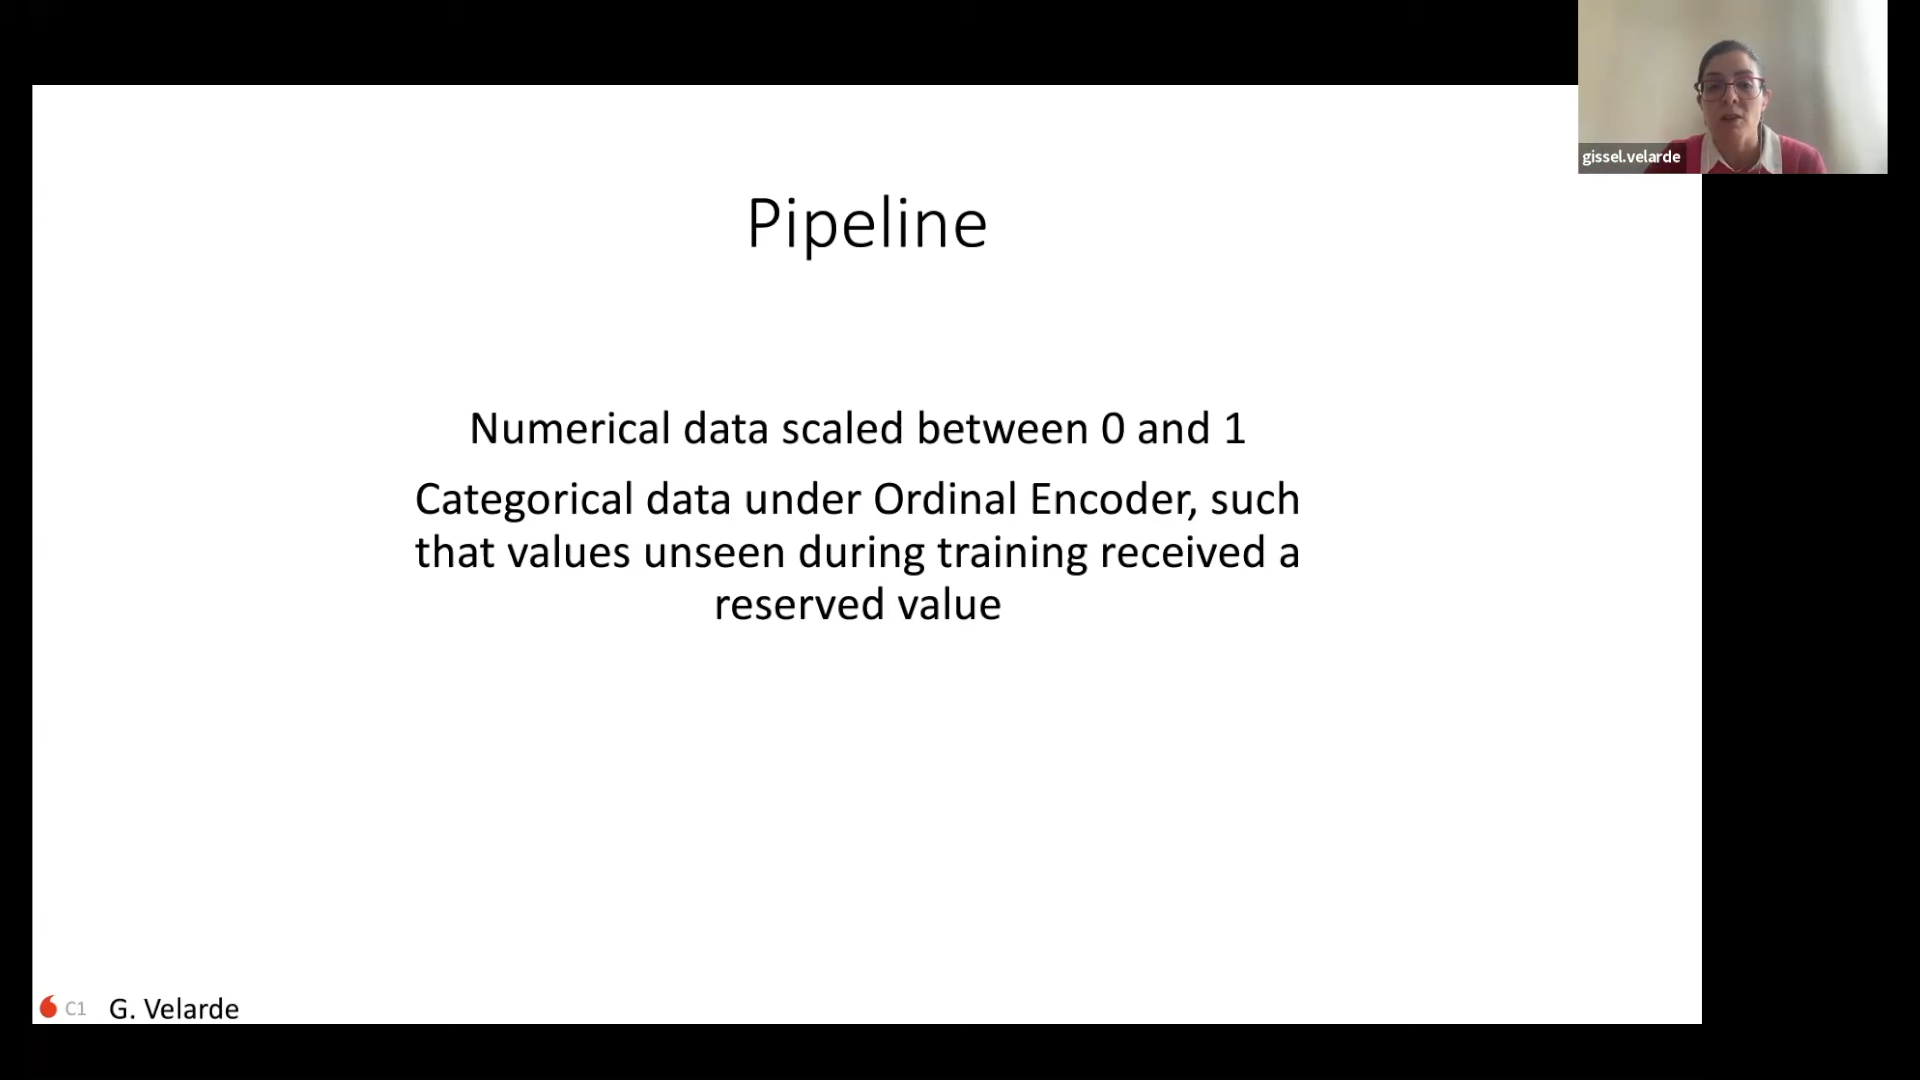 gissel.velarde
Pipeline
Numerical data scaled between 0 and 1
Categorical data under Ordinal Encoder, such
that values unseen during training received a
reserved value
C1 G. Velarde